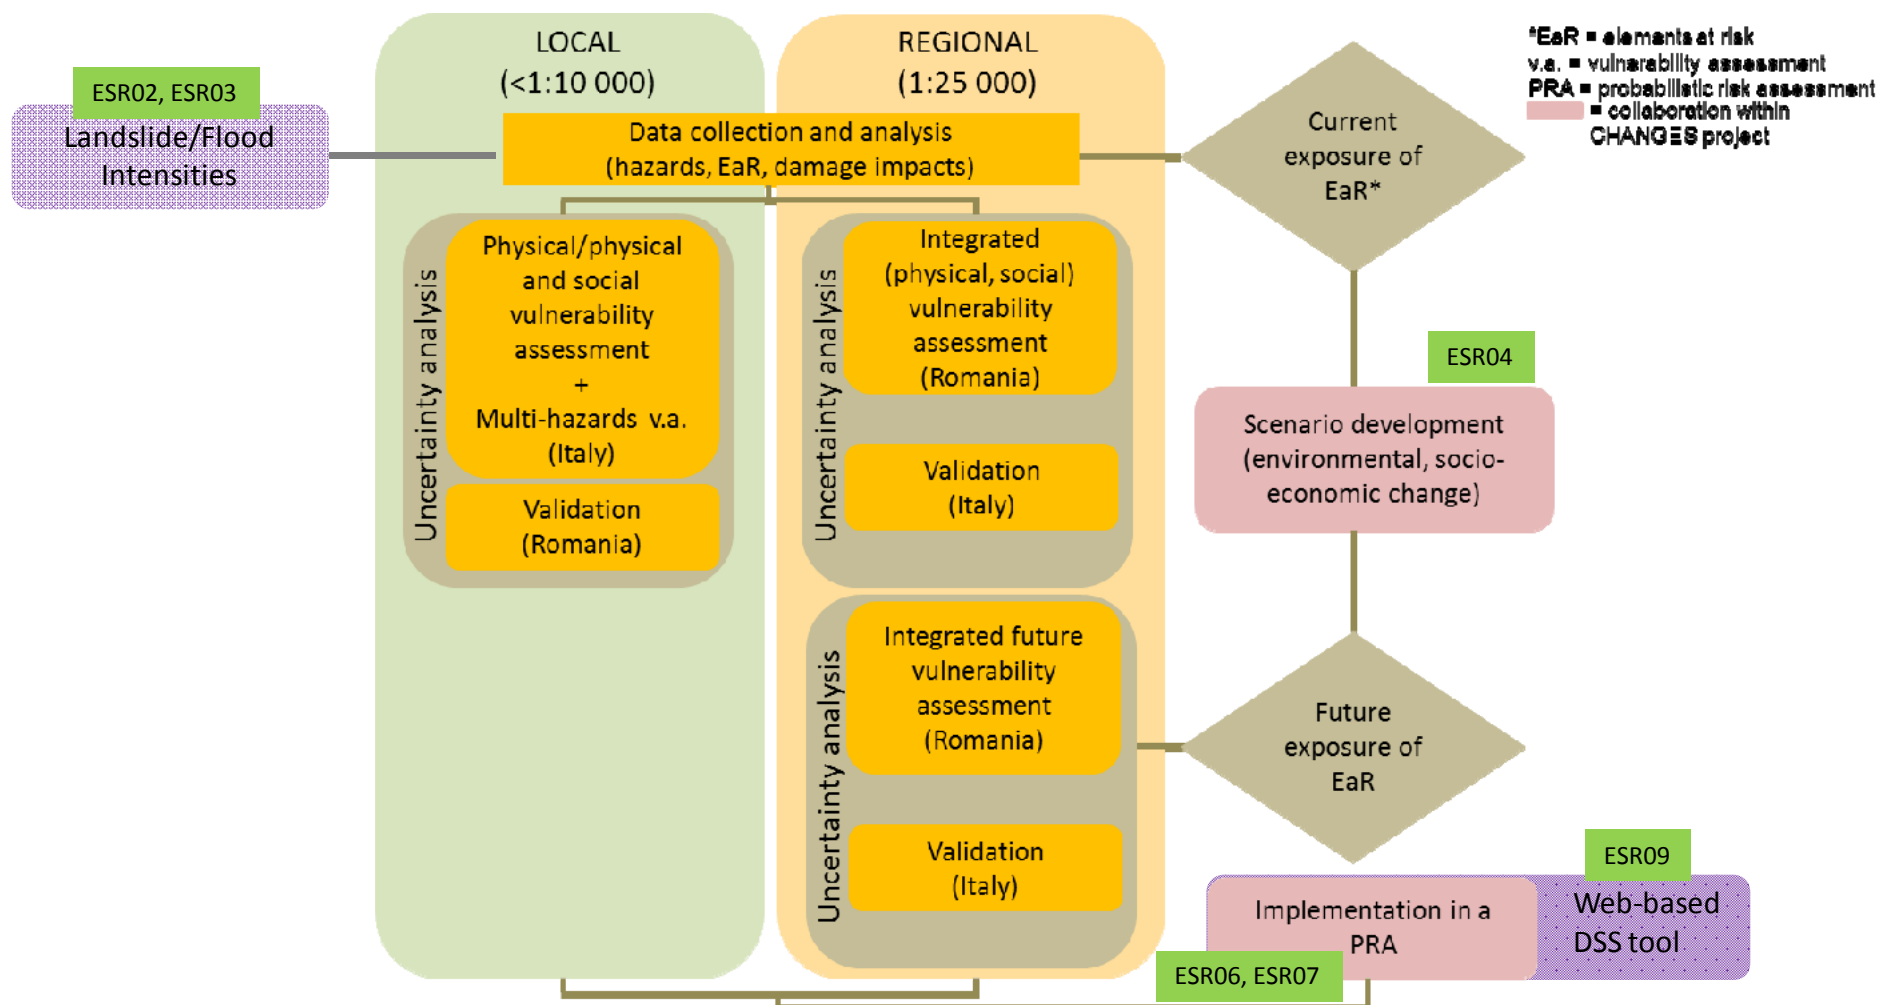 LOCAL
(<1:10 000)
REGIONAL
(1:25 000)
*EaR = elements at risk
v.a. = vulnerability assessment
PRA = probabilistic risk assessment
= collaboration within
CHANGES project
ESR02, ESR03
Landslide/Flood
Intensities
Data collection and analysis
(hazards, EaR, damage impacts)
Current
exposure of
EaR*
Uncertainty analysis
Physical/physical
and social
vulnerability
assessment
+
Multi-hazards v.a.
(Italy)
Validation
(Romania)
Uncertainty analysis
Integrated
(physical, social)
vulnerability
assessment
(Romania)
Validation
(Italy)
ESR04
Scenario development
(environmental, socio-
economic change)
Uncertainty analysis
Integrated future
vulnerability
assessment
(Romania)
Validation
(Italy)
Future
exposure of
EaR
ESR09
Implementation in a
PRA
Web-based
DSS tool
ESR06, ESR07